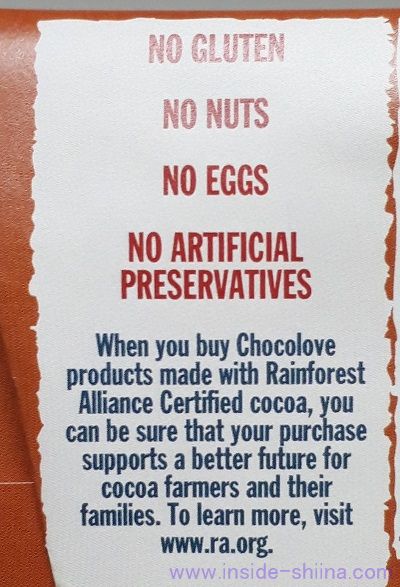 NO GLUTEN
NO NUTS
NO EGGS
NO ARTIFICIAL
PRESERVATIVES
When you buy Chocolove
products made with Rainforest
Alliance Certified cocoa, you
can be sure that your purchase
supports a better future for
cocoa farmers and their
families. To learn more, visit
www.ra.org.
www.inside-shiina.com